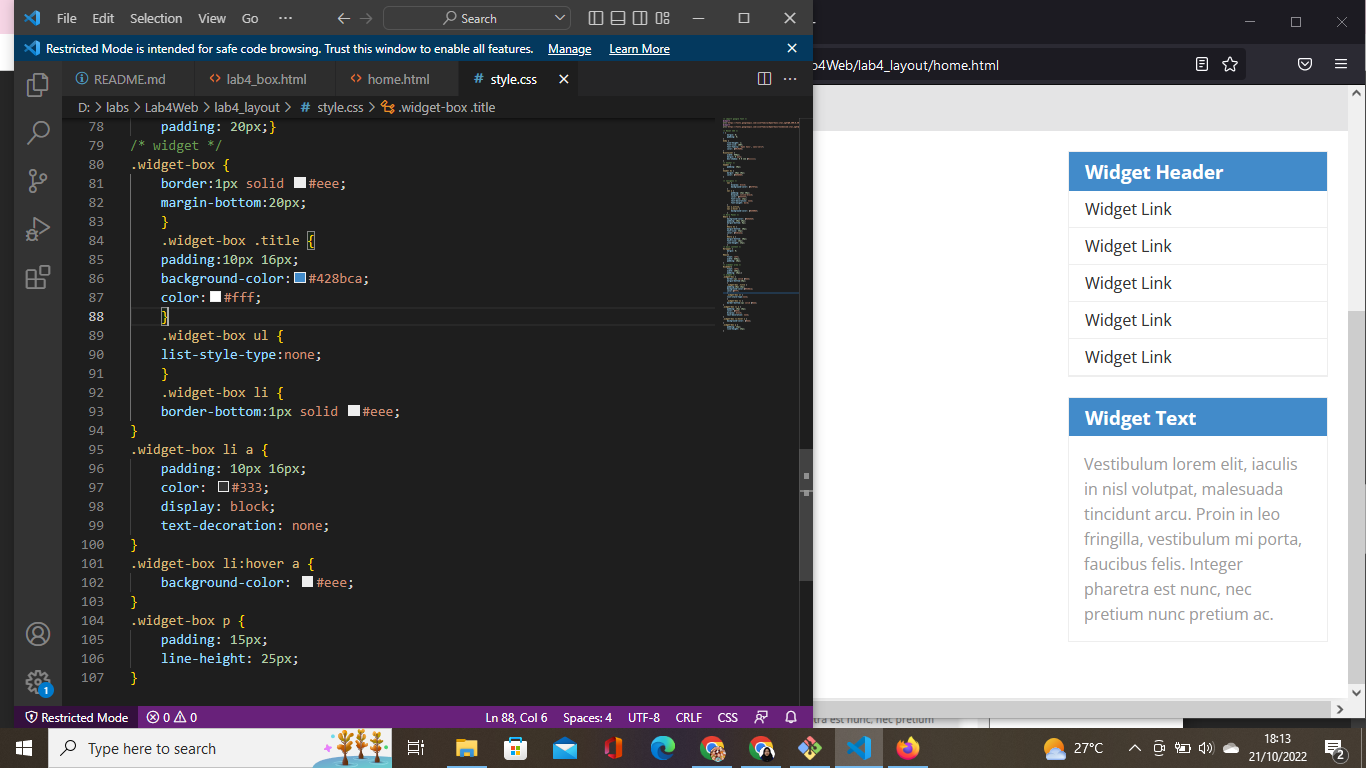 File Edit Selection View Go ··· Search
Restricted Mode is intended for safe code browsing. Trust this window to enable all features. Manage Learn More
README.md lab4_box.html home.html # style.css
D: > labs > Lab4Web > lab4_layout > # style.css > .widget-box .title
78 padding: 20px;}
79 /* widget */
80 .widget-box {
81 border:1px solid #eee;
82 margin-bottom:20px;
83 }
84 .widget-box .title {
85 padding:10px 16px;
86 background-color:#428bca;
87 color:#fff;
88 }
89 .widget-box ul {
90 list-style-type:none;
91 }
92 .widget-box li {
93 border-bottom:1px solid #eee;
94 }
95 .widget-box li a {
96 padding: 10px 16px;
97 color: #333;
98 display: block;
99 text-decoration: none;
100 }
101 .widget-box li:hover a {
102 background-color: #eee;
103 }
104 .widget-box p {
105 padding: 15px;
106 line-height: 25px;
107 }
1
Restricted Mode 0 0 Ln 88, Col 6 Spaces: 4 UTF-8 CRLF CSS
b4Web/lab4_layout/home.html
Widget Header
Widget Link
Widget Link
Widget Link
Widget Link
Widget Link
Widget Text
Vestibulum lorem elit, iaculis
in nisl volutpat, malesuada
tincidunt arcu. Proin in leo
fringilla, vestibulum mi porta,
faucibus felis. Integer
pharetra est nunc, nec
pretium nunc pretium ac.
est nunc, nec pretium
Type here to search
27°C
18:13
21/10/2022
2